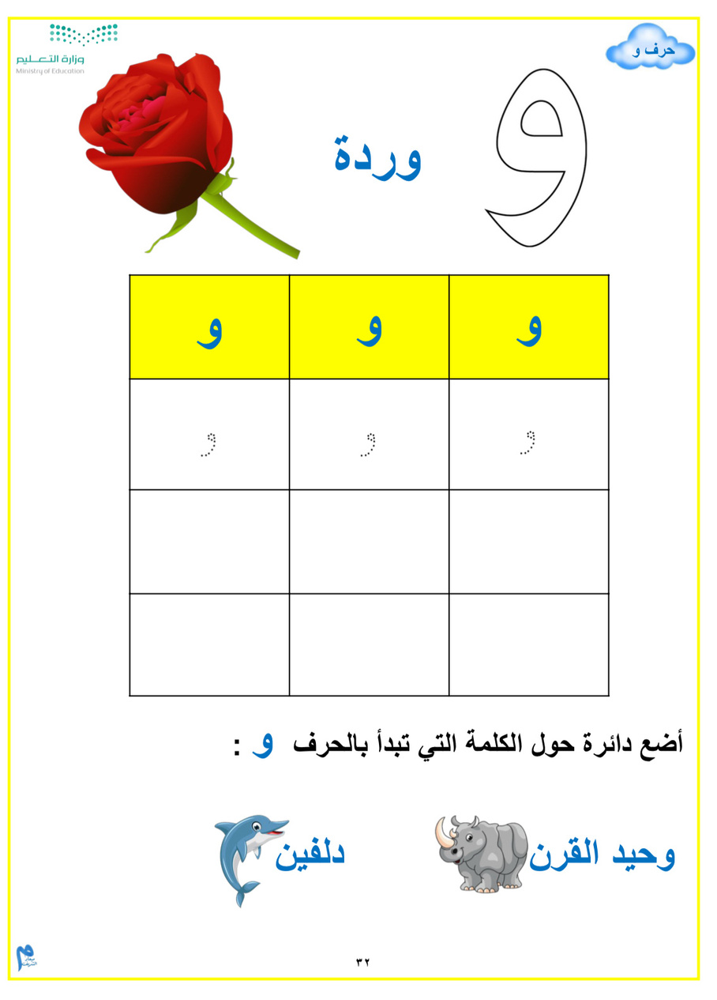 حرف و
وزارة التعليم
Ministry of Education
و
وردة
و و و
و و و
أضع دائرة حول الكلمة التي تبدأ بالحرف و :
وحيد القرن
دلفين
٣٢